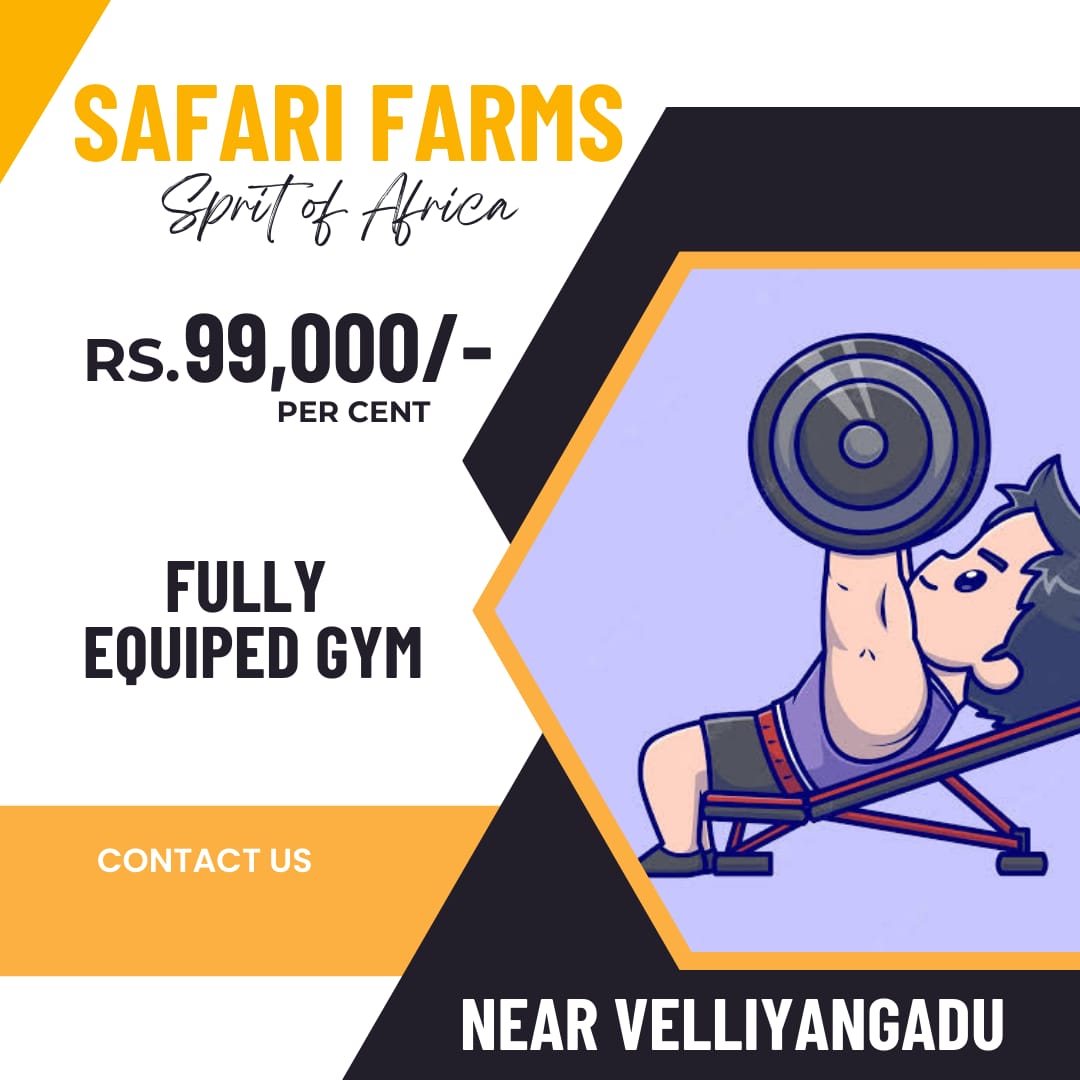 SAFARI FARMS
Sprit of Africa
RS.99,000/-
PER CENT
FULLY
EQUIPED GYM
CONTACT US
NEAR VELLIYANGADU